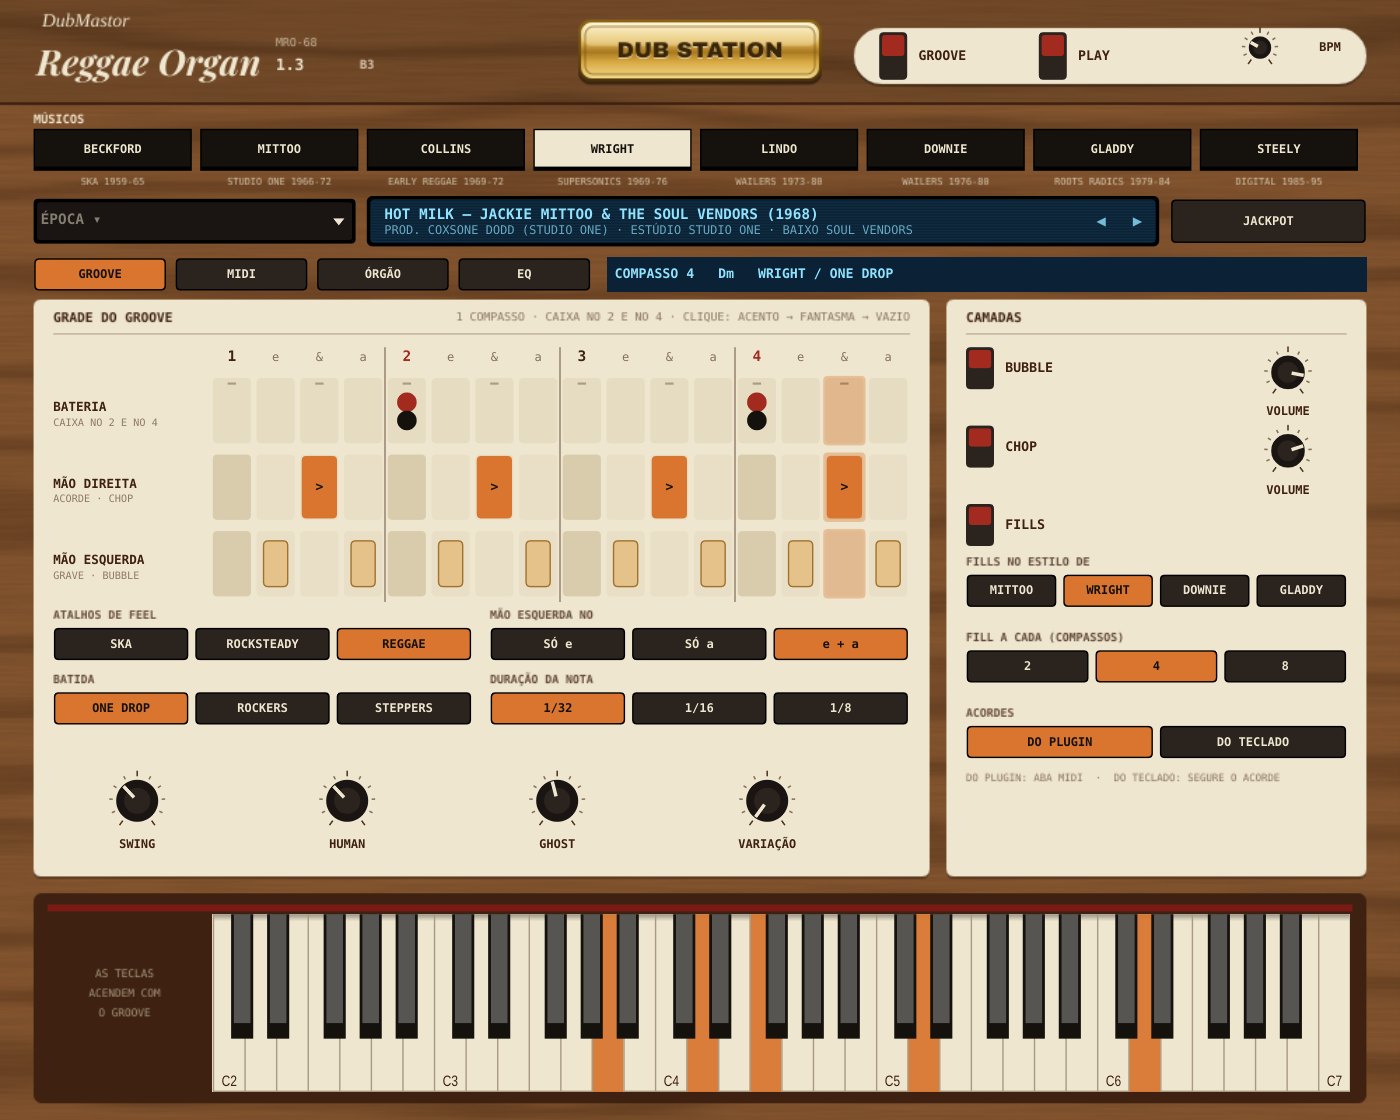 DubMastor
Reggae Organ
MRO-68
1.3
B3
DUB STATION
GROOVE
PLAY
BPM
MÚSICOS
BECKFORD MITTOO COLLINS WRIGHT LINDO DOWNIE GLADDY STEELY
SKA 1959-65 STUDIO ONE 1966-72 EARLY REGGAE 1969-72 SUPERSONICS 1969-76 WAILERS 1973-80 WAILERS 1976-80 ROOTS RADICS 1979-84 DIGITAL 1985-95
ÉPOCA ▾
HOT MILK — JACKIE MITTOO & THE SOUL VENDORS (1968)
PROD. COXSONE DODD (STUDIO ONE) · ESTÚDIO STUDIO ONE · BAIXO SOUL VENDORS
◀ ▶
JACKPOT
GROOVE MIDI ÓRGÃO EQ
COMPASSO 4 Dm WRIGHT / ONE DROP
GRADE DO GROOVE
1 COMPASSO · CAIXA NO 2 E NO 4 · CLIQUE: ACENTO → FANTASMA → VAZIO
1 e & a 2 e & a 3 e & a 4 e & a
BATERIA
CAIXA NO 2 E NO 4
MÃO DIREITA
ACORDE · CHOP
> > > >
MÃO ESQUERDA
GRAVE · BUBBLE
ATALHOS DE FEEL
SKA ROCKSTEADY REGGAE
MÃO ESQUERDA NO
SÓ e SÓ a e + a
BATIDA
ONE DROP ROCKERS STEPPERS
DURAÇÃO DA NOTA
1/32 1/16 1/8
SWING HUMAN GHOST VARIAÇÃO
CAMADAS
BUBBLE
VOLUME
CHOP
VOLUME
FILLS
FILLS NO ESTILO DE
MITTOO WRIGHT DOWNIE GLADDY
FILL A CADA (COMPASSOS)
2 4 8
ACORDES
DO PLUGIN DO TECLADO
DO PLUGIN: ABA MIDI · DO TECLADO: SEGURE O ACORDE
AS TECLAS
ACENDEM COM
O GROOVE
C2 C3 C4 C5 C6 C7